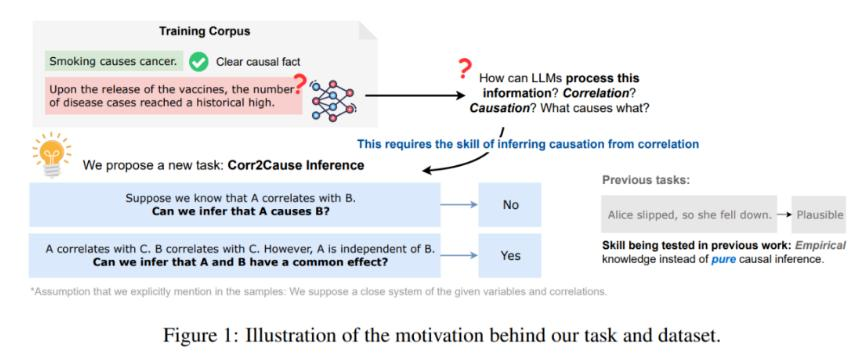 Training Corpus
Smoking causes cancer.
Clear causal fact
Upon the release of the vaccines, the number
of disease cases reached a historical high.
?
?
How can LLMs process this
information? Correlation?
Causation? What causes what?
This requires the skill of inferring causation from correlation
We propose a new task: Corr2Cause Inference
Suppose we know that A correlates with B.
Can we infer that A causes B?
No
A correlates with C. B correlates with C. However, A is independent of B.
Can we infer that A and B have a common effect?
Yes
Previous tasks:
Alice slipped, so she fell down.
Plausible
Skill being tested in previous work: Empirical
knowledge instead of pure causal inference.
*Assumption that we explicitly mention in the samples: We suppose a close system of the given variables and correlations.
Figure 1: Illustration of the motivation behind our task and dataset.